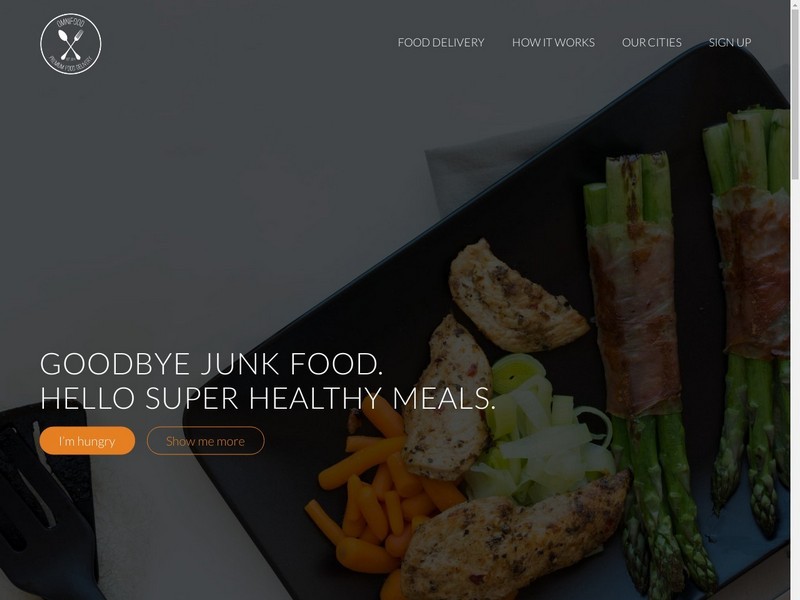 OMNIFOOD
PREMIUM FOOD DELIVERY
FOOD DELIVERY
HOW IT WORKS
OUR CITIES
SIGN UP
GOODBYE JUNK FOOD.
HELLO SUPER HEALTHY MEALS.
I'm hungry
Show me more